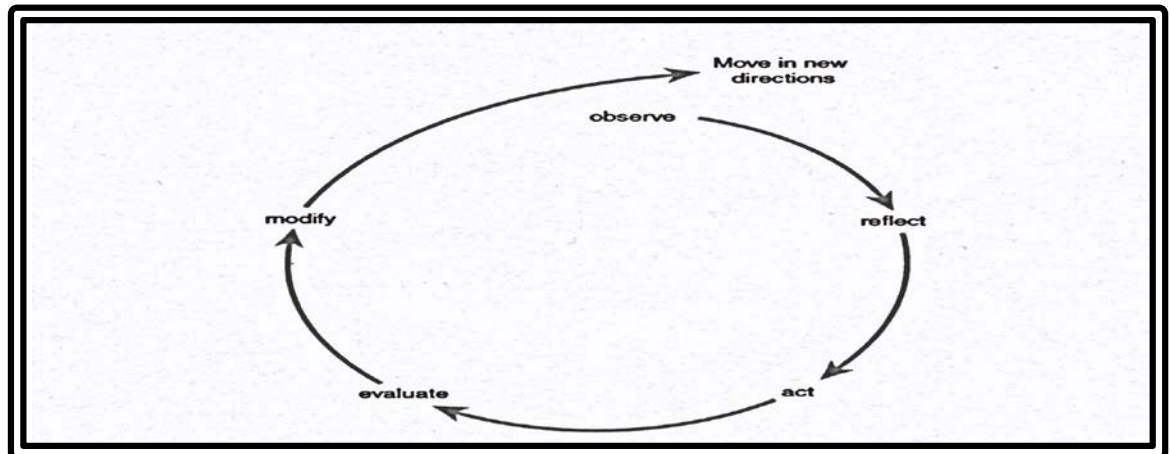 Move in new
directions
observe
reflect
act
evaluate
modify